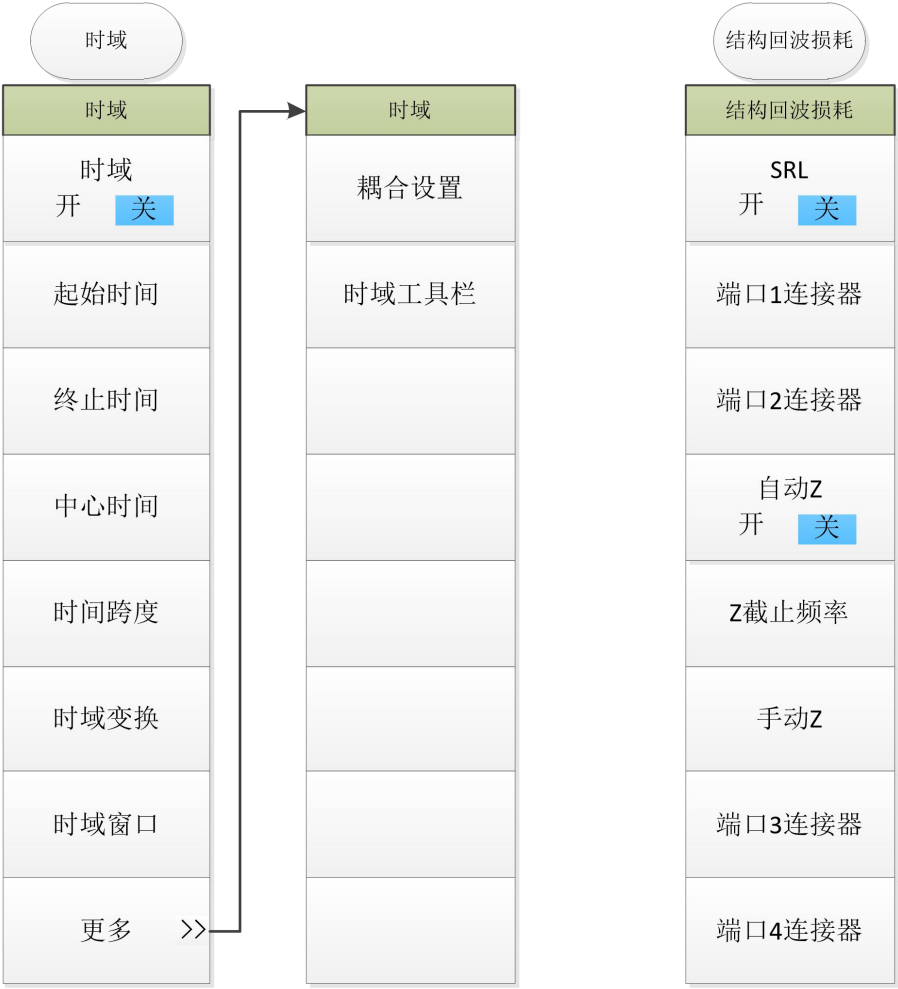 时域
时域
时域
开 关
起始时间
终止时间
中心时间
时间跨度
时域变换
时域窗口
更多 >>
时域
耦合设置
时域工具栏
结构回波损耗
结构回波损耗
SRL
开 关
端口1连接器
端口2连接器
自动Z
开 关
Z截止频率
手动Z
端口3连接器
端口4连接器